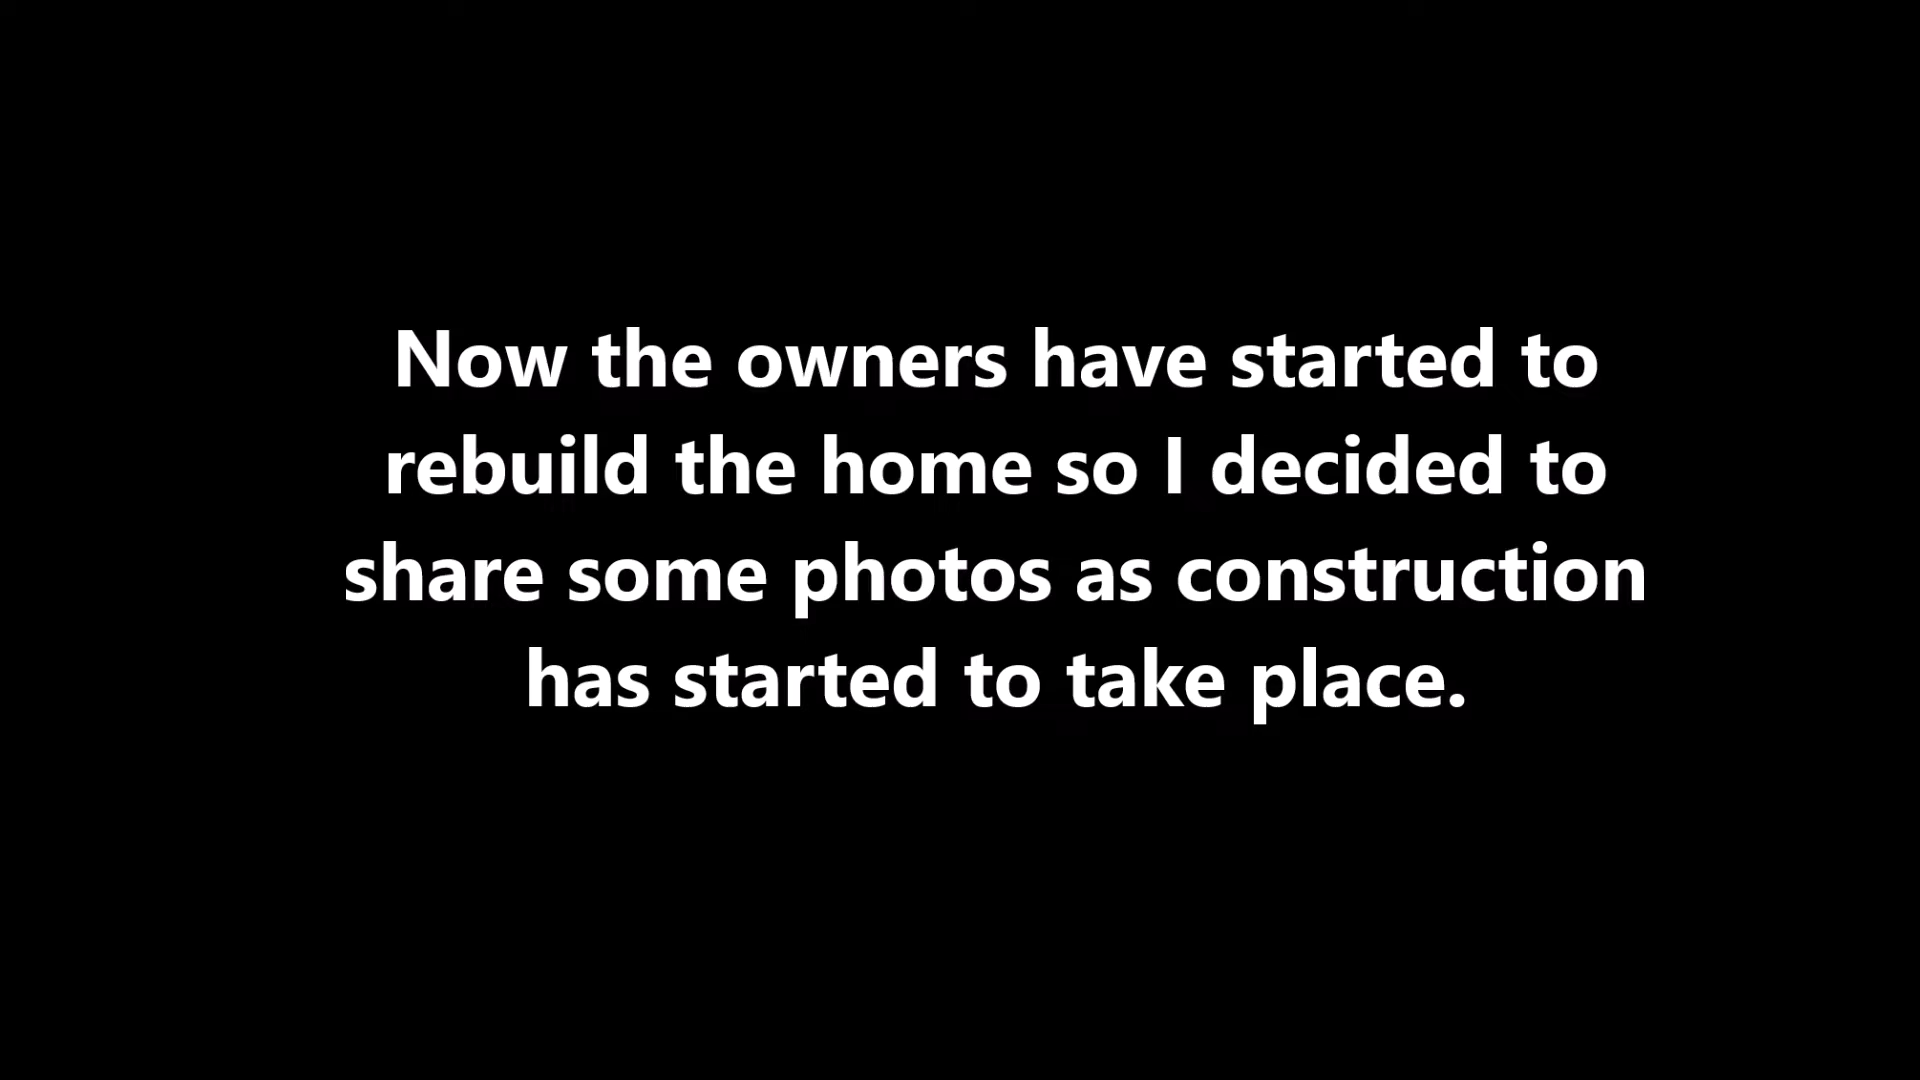 Now the owners have started to
rebuild the home so I decided to
share some photos as construction
has started to take place.